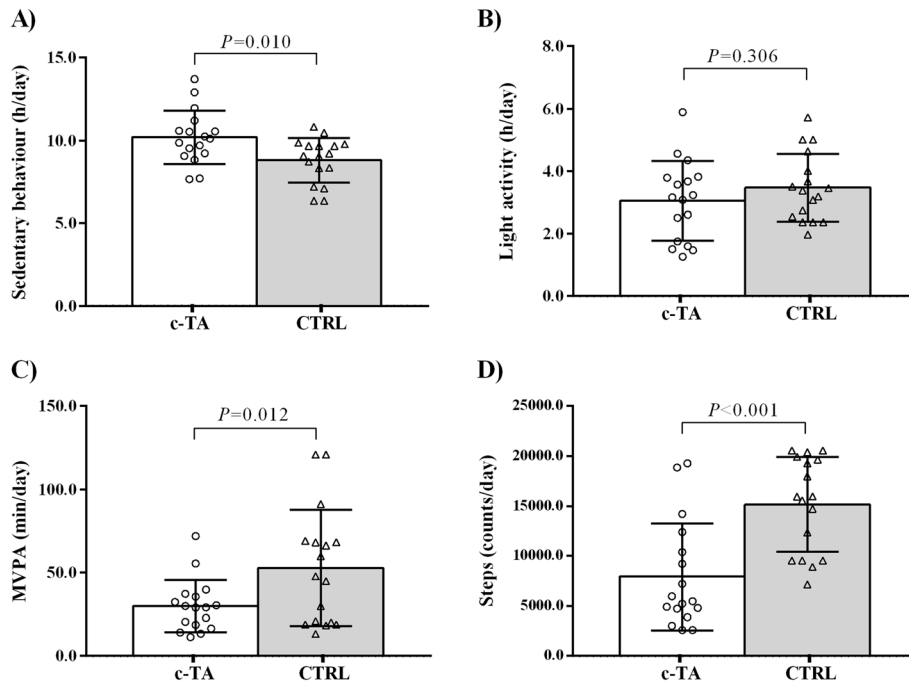 A)
P=0.010
Sedentary behaviour (h/day)
15.0
10.0
5.0
0.0
c-TA CTRL
B)
P=0.306
Light activity (h/day)
8.0
6.0
4.0
2.0
0.0
c-TA CTRL
C)
P=0.012
MVPA (min/day)
150.0
100.0
50.0
0.0
c-TA CTRL
D)
P<0.001
Steps (counts/day)
25000.0
20000.0
15000.0
10000.0
5000.0
0.0
c-TA CTRL